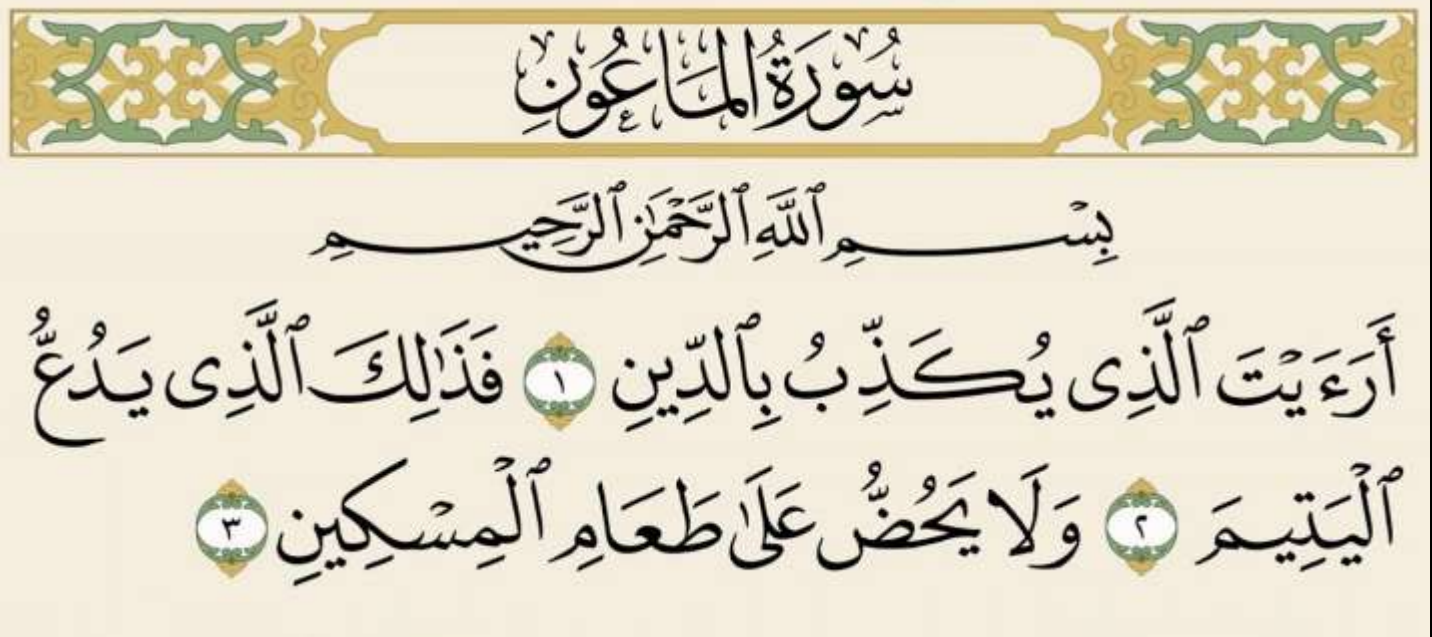 سُورَةُ الْمَاعُونِ
بِسْمِ ٱللَّهِ ٱلرَّحْمَٰنِ ٱلرَّحِيمِ
أَرَءَيْتَ ٱلَّذِى يُكَذِّبُ بِٱلدِّينِ ١ فَذَٰلِكَ ٱلَّذِى يَدُعُّ
ٱلْيَتِيمَ ٢ وَلَا يَحُضُّ عَلَىٰ طَعَامِ ٱلْمِسْكِينِ ٣